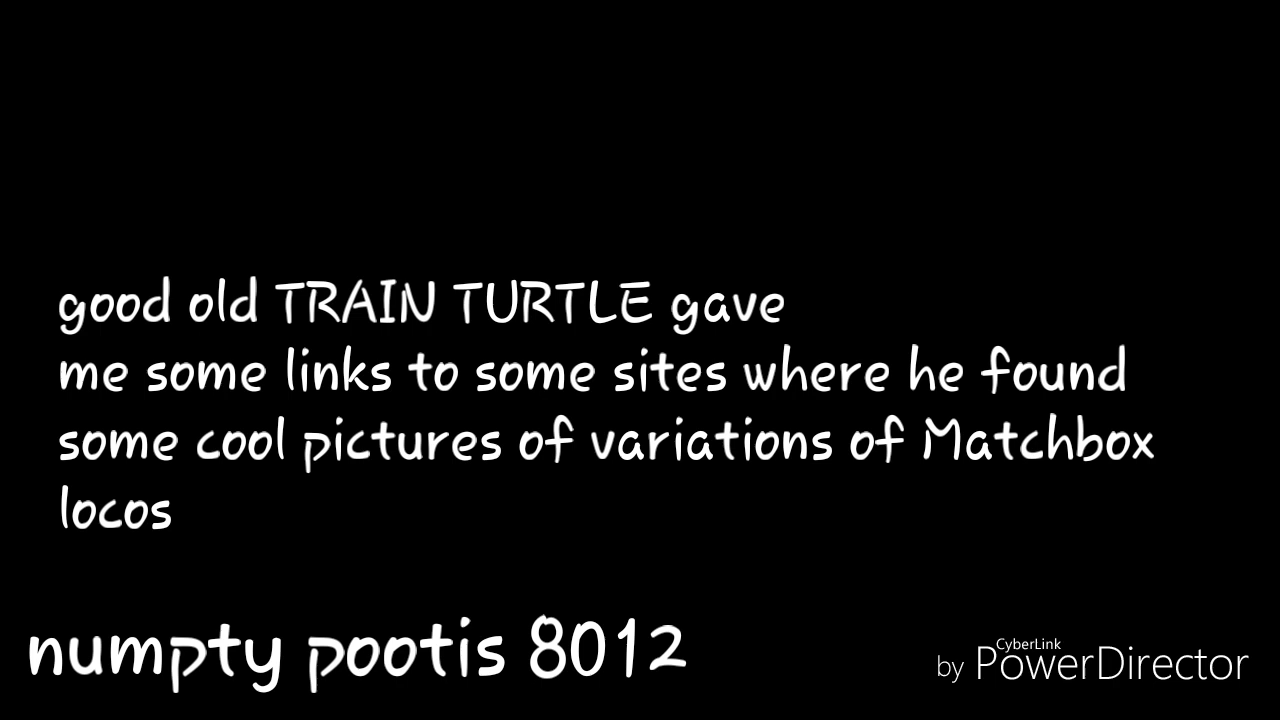 good old TRAIN TURTLE gave
me some links to some sites where he found
some cool pictures of variations of Matchbox
locos
numpty pootis 8012
CyberLink
by PowerDirector